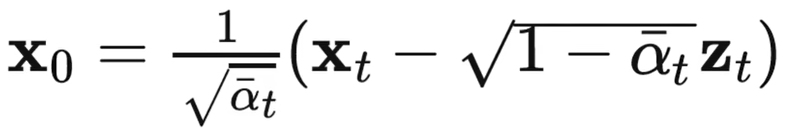 x₀ = 1/√ᾱₜ (xₜ − √(1 − ᾱₜ) zₜ)